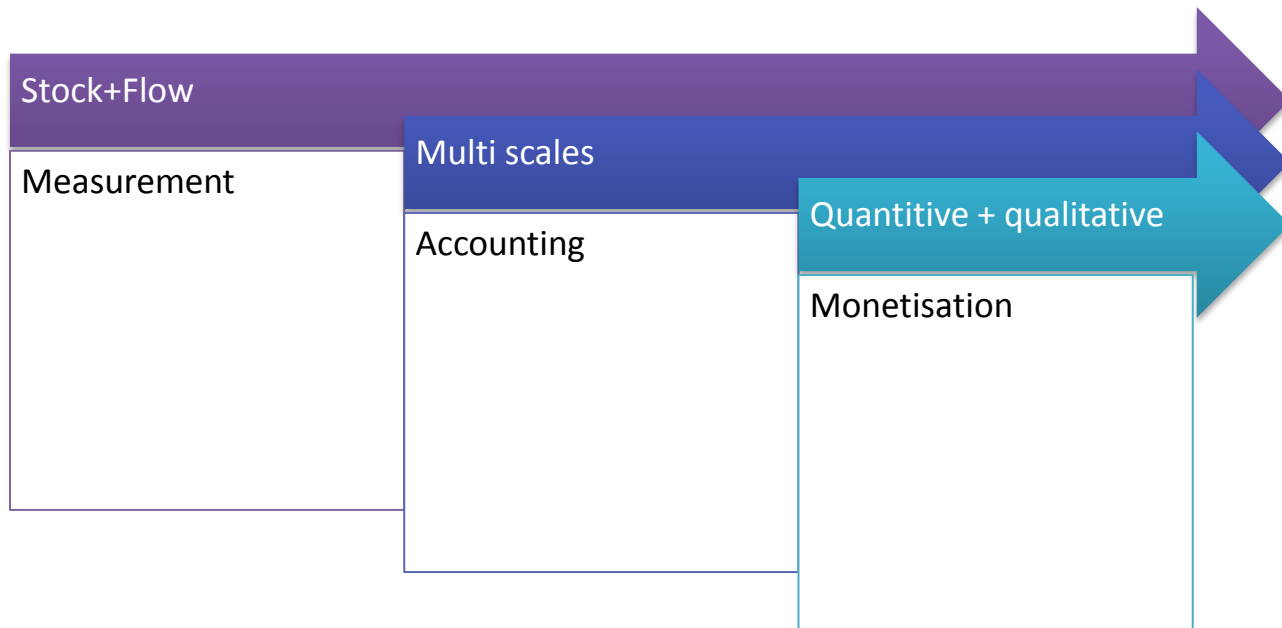 Stock+Flow
Measurement
Multi scales
Accounting
Quantitive + qualitative
Monetisation